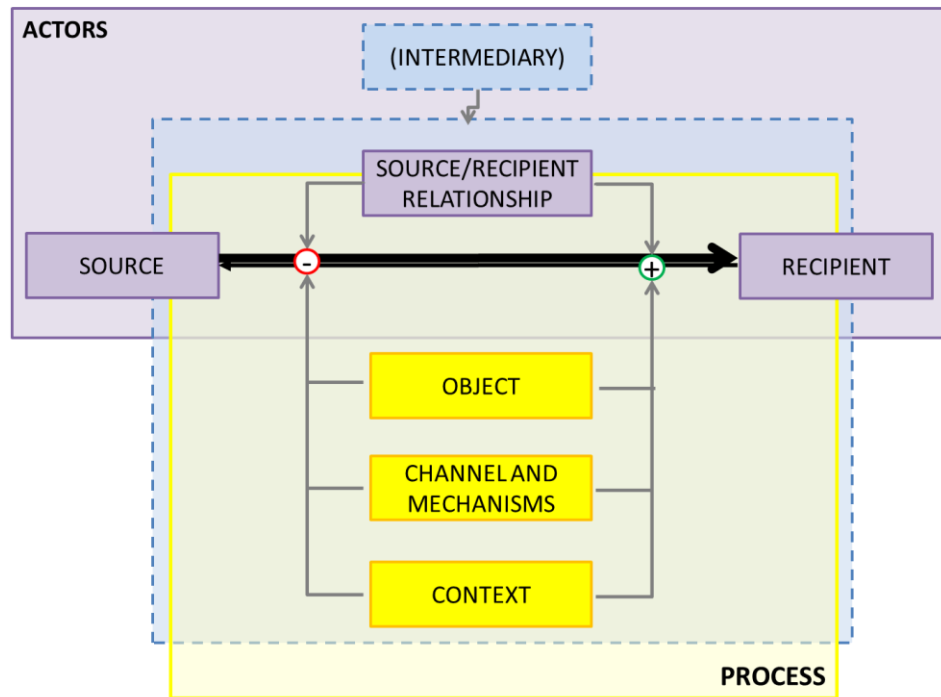 ACTORS
(INTERMEDIARY)
SOURCE/RECIPIENT
RELATIONSHIP
SOURCE
-
+
RECIPIENT
OBJECT
CHANNEL AND
MECHANISMS
CONTEXT
PROCESS